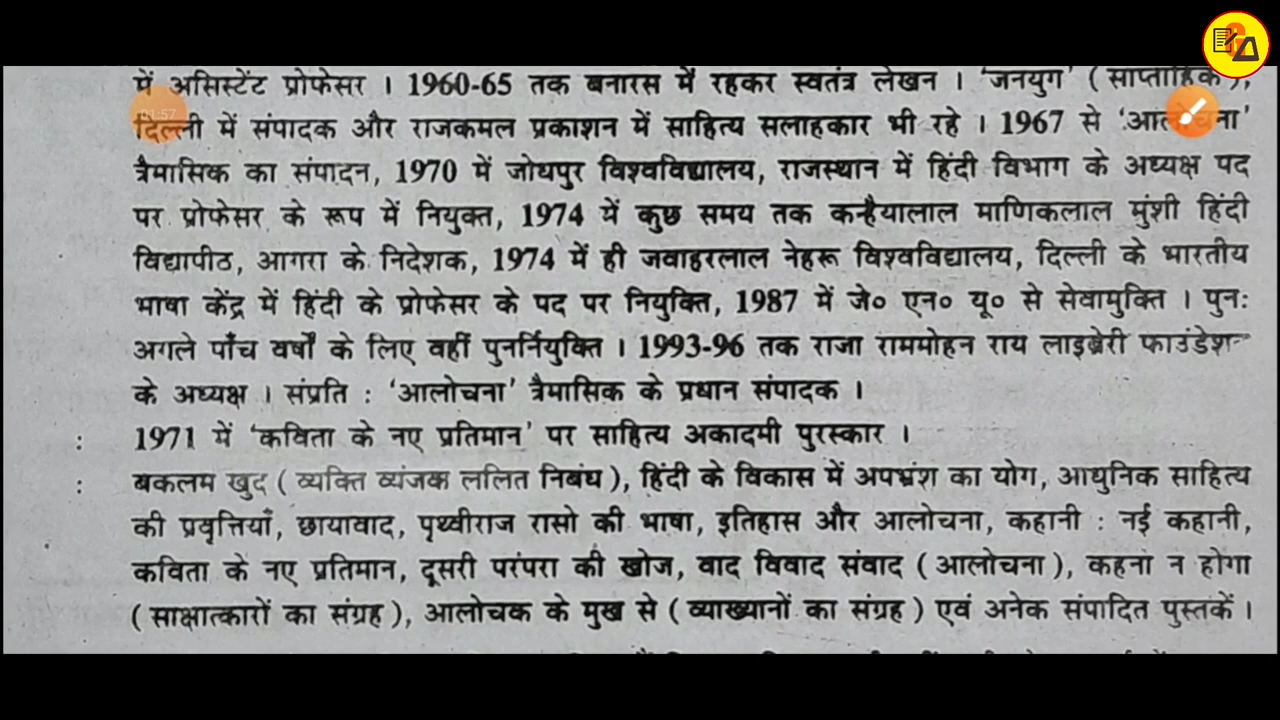 में असिस्टेंट प्रोफेसर । 1960-65 तक बनारस में रहकर स्वतंत्र लेखन । 'जनयुग' ( साप्ताहिक ),
01:57
दिल्ली में संपादक और राजकमल प्रकाशन में साहित्य सलाहकार भी रहे । 1967 से 'आलोचना'
त्रैमासिक का संपादन, 1970 में जोधपुर विश्वविद्यालय, राजस्थान में हिंदी विभाग के अध्यक्ष पद
पर प्रोफेसर के रूप में नियुक्त, 1974 में कुछ समय तक कन्हैयालाल माणिकलाल मुंशी हिंदी
विद्यापीठ, आगरा के निदेशक, 1974 में ही जवाहरलाल नेहरू विश्वविद्यालय, दिल्ली के भारतीय
भाषा केंद्र में हिंदी के प्रोफेसर के पद पर नियुक्ति, 1987 में जे० एन० यू० से सेवामुक्ति । पुनः
अगले पाँच वर्षों के लिए वहीं पुनर्नियुक्ति । 1993-96 तक राजा राममोहन राय लाइब्रेरी फाउंडेशन
के अध्यक्ष । संप्रति : 'आलोचना' त्रैमासिक के प्रधान संपादक ।
: 1971 में 'कविता के नए प्रतिमान' पर साहित्य अकादमी पुरस्कार ।
: बकलम खुद ( व्यक्ति व्यंजक ललित निबंध ), हिंदी के विकास में अपभ्रंश का योग, आधुनिक साहित्य
की प्रवृत्तियाँ, छायावाद, पृथ्वीराज रासो की भाषा, इतिहास और आलोचना, कहानी : नई कहानी,
कविता के नए प्रतिमान, दूसरी परंपरा की खोज, वाद विवाद संवाद ( आलोचना ), कहना न होगा
( साक्षात्कारों का संग्रह ), आलोचक के मुख से ( व्याख्यानों का संग्रह ) एवं अनेक संपादित पुस्तकें ।